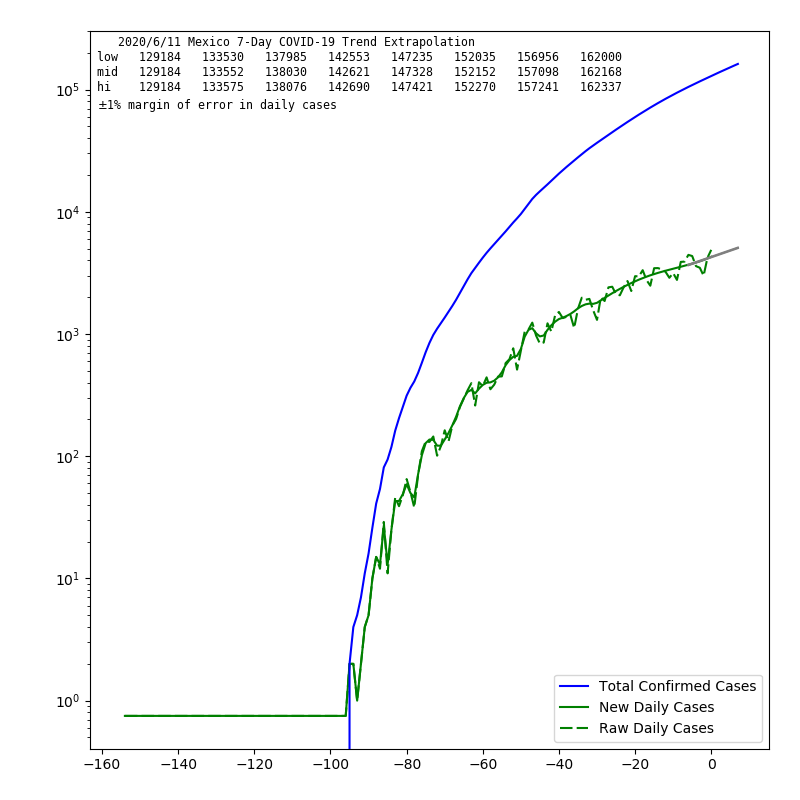 2020/6/11 Mexico 7-Day COVID-19 Trend Extrapolation
low 129184 133530 137985 142553 147235 152035 156956 162000
mid 129184 133552 138030 142621 147328 152152 157098 162168
hi 129184 133575 138076 142690 147421 152270 157241 162337
±1% margin of error in daily cases
10^5
10^4
10^3
10^2
10^1
10^0
Total Confirmed Cases
New Daily Cases
Raw Daily Cases
−160 −140 −120 −100 −80 −60 −40 −20 0